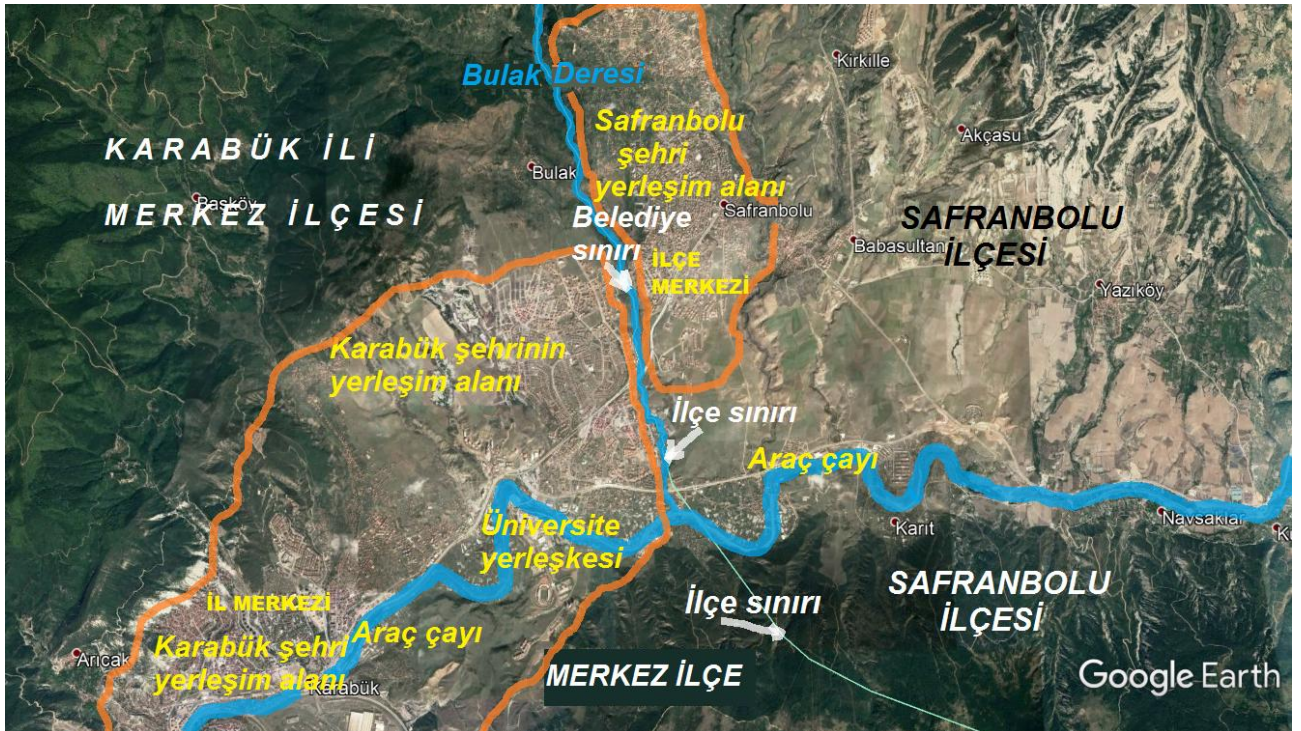 Bulak Deresi
Kirkille
Safranbolu
şehri
yerleşim alanı
Akçasu
KARABÜK İLİ
MERKEZ İLÇESİ
Başköy
Bulak
Safranbolu
Belediye
sınırı
İLÇE
MERKEZİ
SAFRANBOLU
İLÇESİ
Babasultan
Yazıköy
Karabük şehrinin
yerleşim alanı
İlçe sınırı
Araç çayı
Üniversite
yerleşkesi
Karıt
Navsaklar
SAFRANBOLU
İLÇESİ
İlçe sınırı
İL MERKEZİ
Karabük şehri
yerleşim alanı
Araç çayı
Arıcak
Karabük
MERKEZ İLÇE
Google Earth